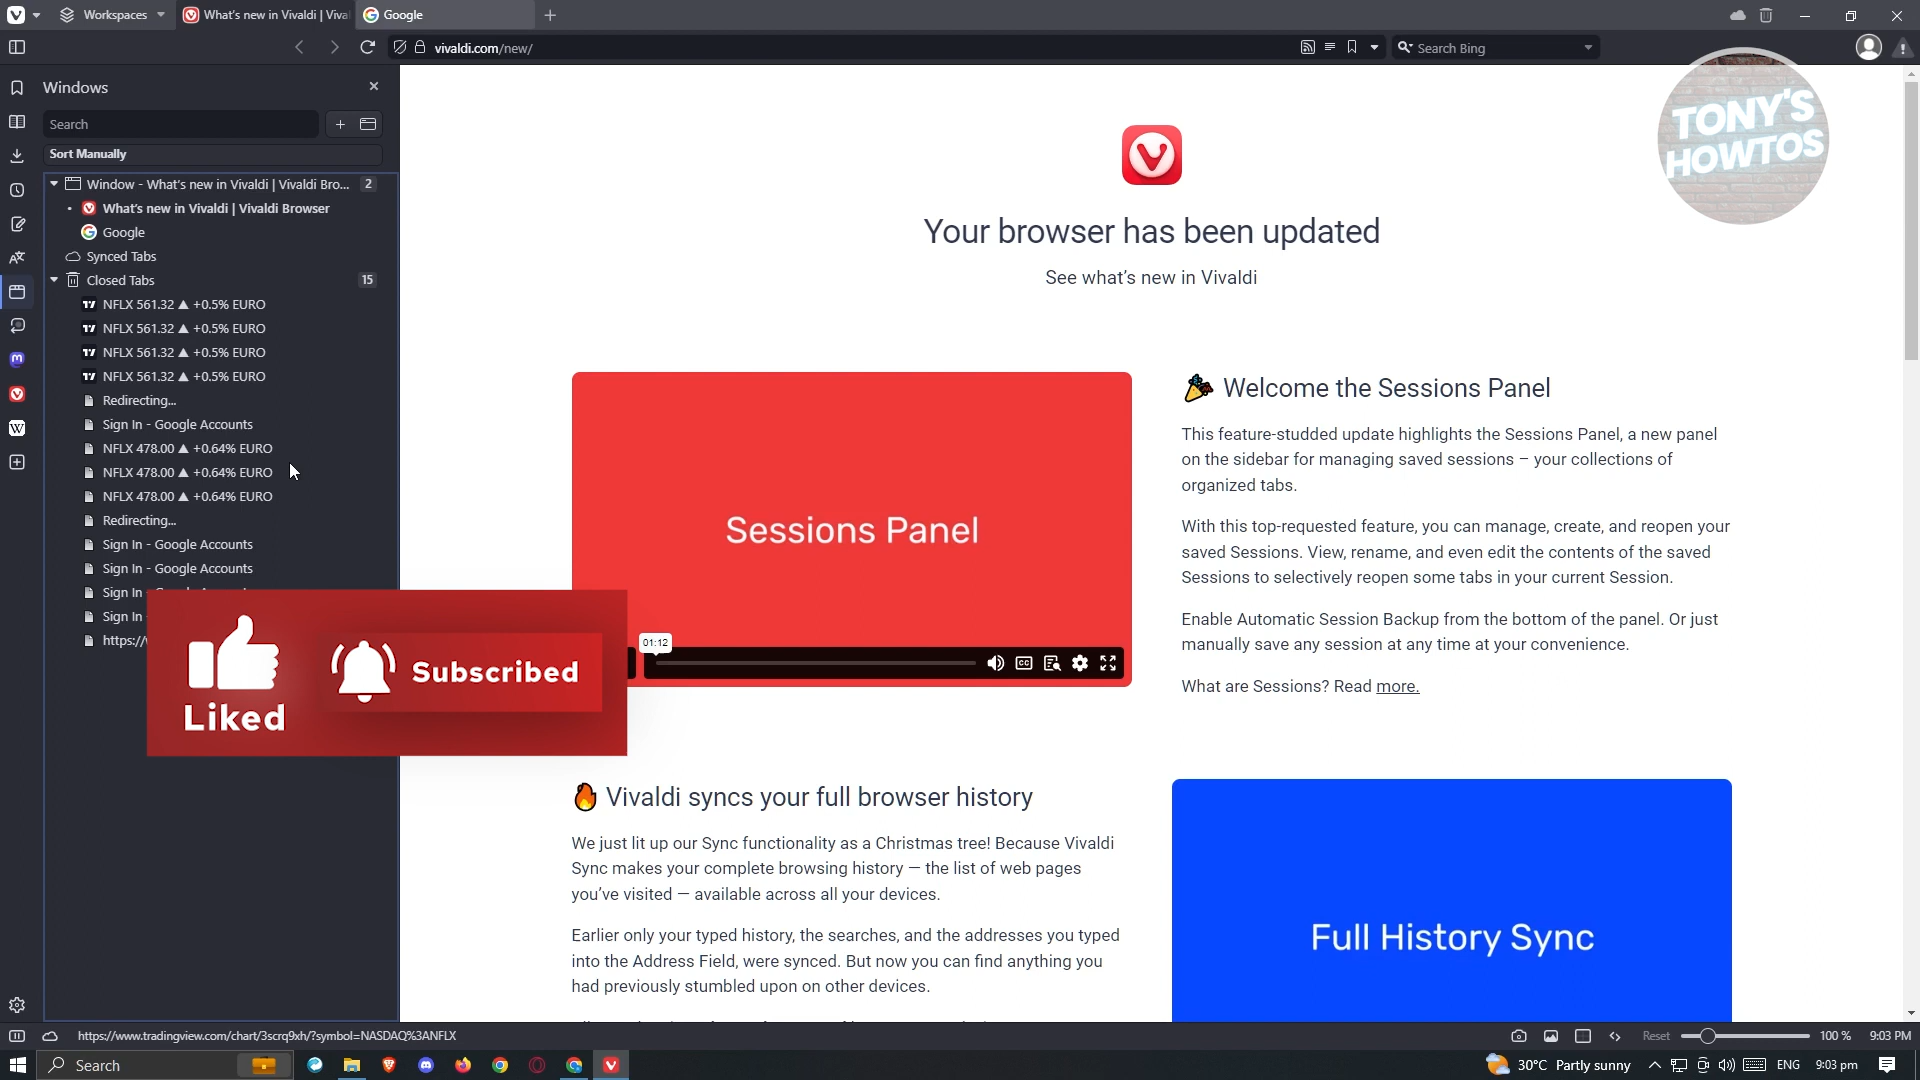 Workspaces
What's new in Vivaldi | Viva
Google
vivaldi.com/new/
Search Bing
Windows
Search
Sort Manually
Window - What's new in Vivaldi | Vivaldi Bro... 2
What's new in Vivaldi | Vivaldi Browser
Google
Synced Tabs
Closed Tabs 15
NFLX 561.32 ▲ +0.5% EURO
NFLX 561.32 ▲ +0.5% EURO
NFLX 561.32 ▲ +0.5% EURO
NFLX 561.32 ▲ +0.5% EURO
Redirecting...
Sign In - Google Accounts
NFLX 478.00 ▲ +0.64% EURO
NFLX 478.00 ▲ +0.64% EURO
NFLX 478.00 ▲ +0.64% EURO
Redirecting...
Sign In - Google Accounts
Sign In - Google Accounts
Sign In
Sign In
https://
Liked
Subscribed
TONY'S
HOWTOS
Your browser has been updated
See what's new in Vivaldi
Sessions Panel
01:12
CC
Welcome the Sessions Panel
This feature-studded update highlights the Sessions Panel, a new panel
on the sidebar for managing saved sessions – your collections of
organized tabs.
With this top-requested feature, you can manage, create, and reopen your
saved Sessions. View, rename, and even edit the contents of the saved
Sessions to selectively reopen some tabs in your current Session.
Enable Automatic Session Backup from the bottom of the panel. Or just
manually save any session at any time at your convenience.
What are Sessions? Read more.
Vivaldi syncs your full browser history
We just lit up our Sync functionality as a Christmas tree! Because Vivaldi
Sync makes your complete browsing history — the list of web pages
you've visited — available across all your devices.
Earlier only your typed history, the searches, and the addresses you typed
into the Address Field, were synced. But now you can find anything you
had previously stumbled upon on other devices.
Full History Sync
https://www.tradingview.com/chart/3scrq9xh/?symbol=NASDAQ%3ANFLX
Reset
100 %
9:03 PM
Search
30°C Partly sunny
ENG
9:03 pm